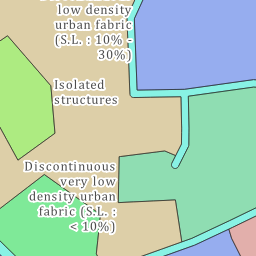 low density
urban fabric
(S.L. : 10% -
30%)
Isolated
structures
Discontinuous
very low
density urban
fabric (S.L. :
< 10%)